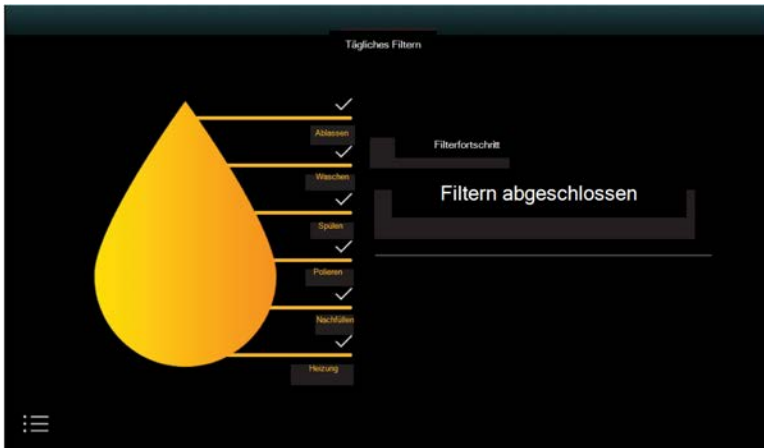 Tägliches Filtern
Ablassen
Waschen
Spülen
Polieren
Nachfüllen
Heizung
Filterfortschritt
Filtern abgeschlossen